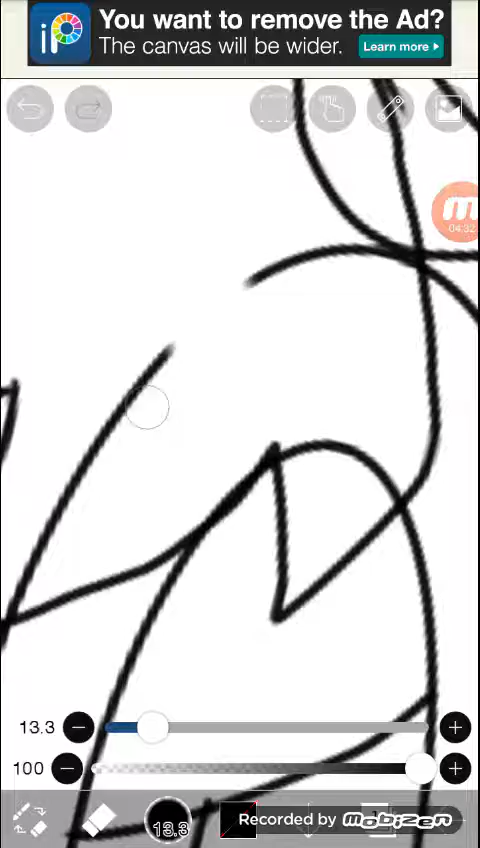 iP
You want to remove the Ad?
The canvas will be wider.
Learn more
04:32
13.3
100
13.3
Recorded by mobizen